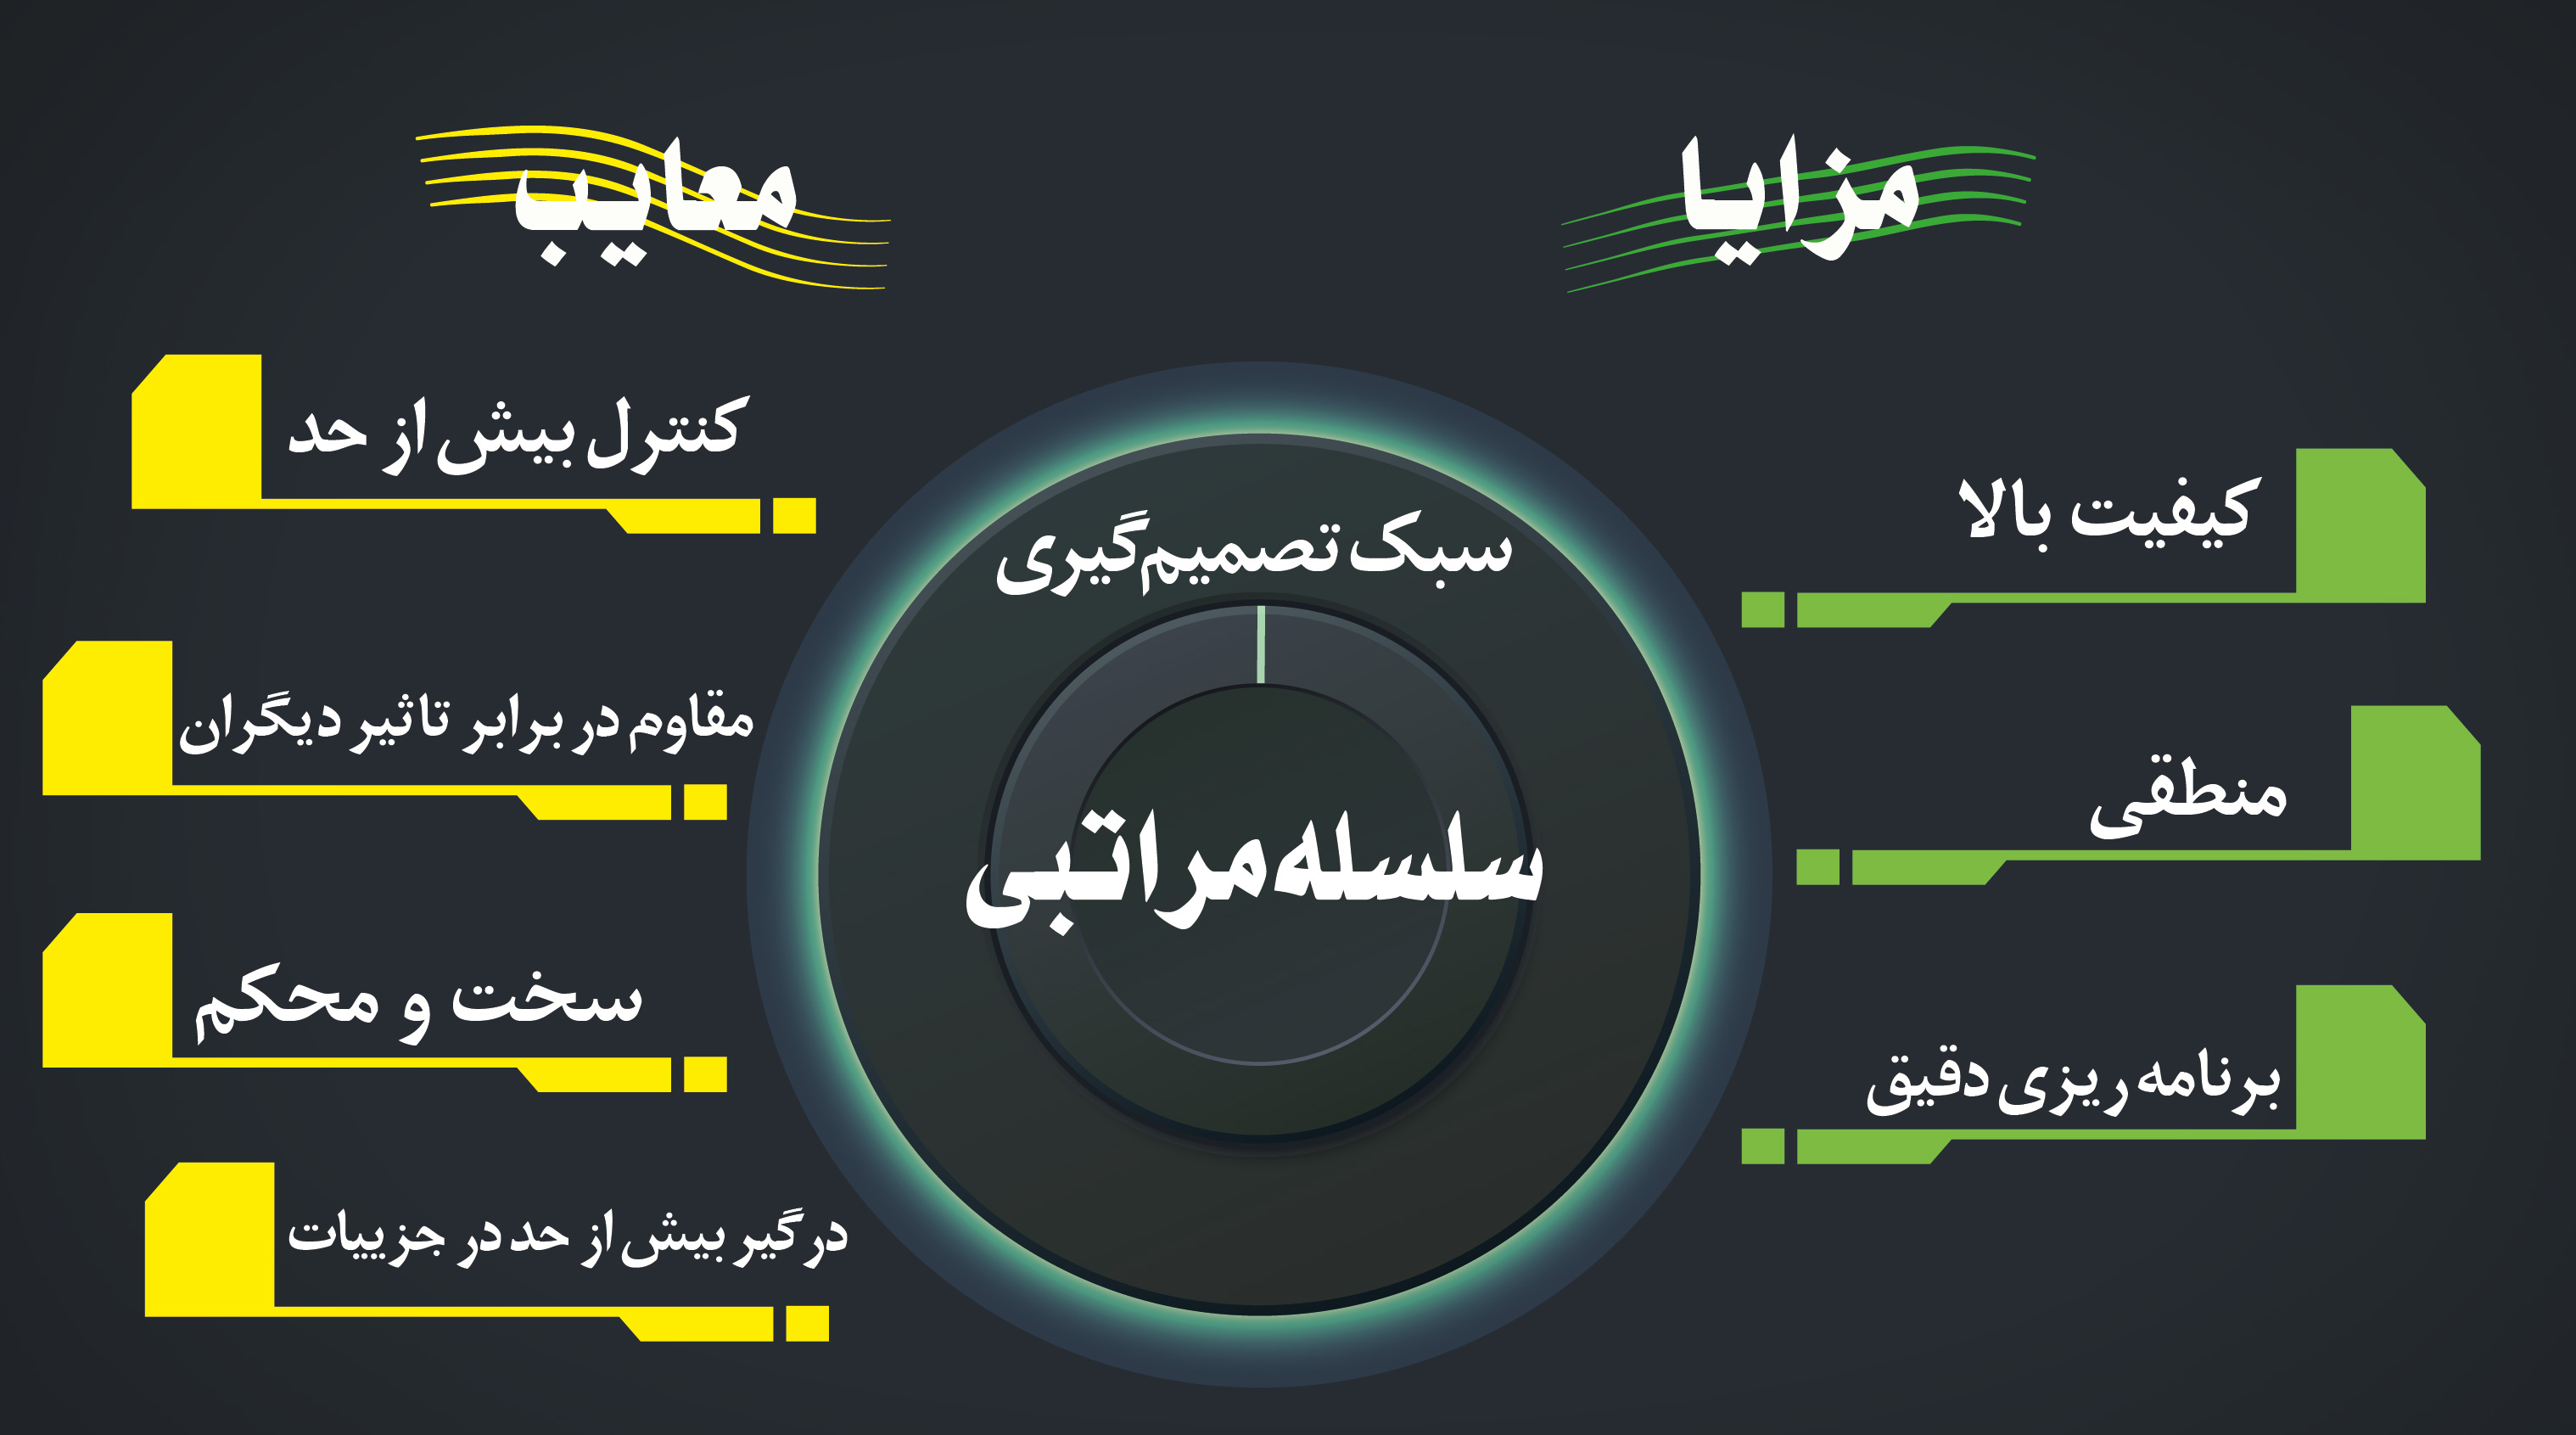 مزایا
کیفیت بالا
منطقی
برنامه ریزی دقیق
سبک تصمیم‌گیری
سلسله مراتبی
معایب
کنترل بیش از حد
مقاوم در برابر تاثیر دیگران
سخت و محکم
درگیر بیش از حد در جزییات